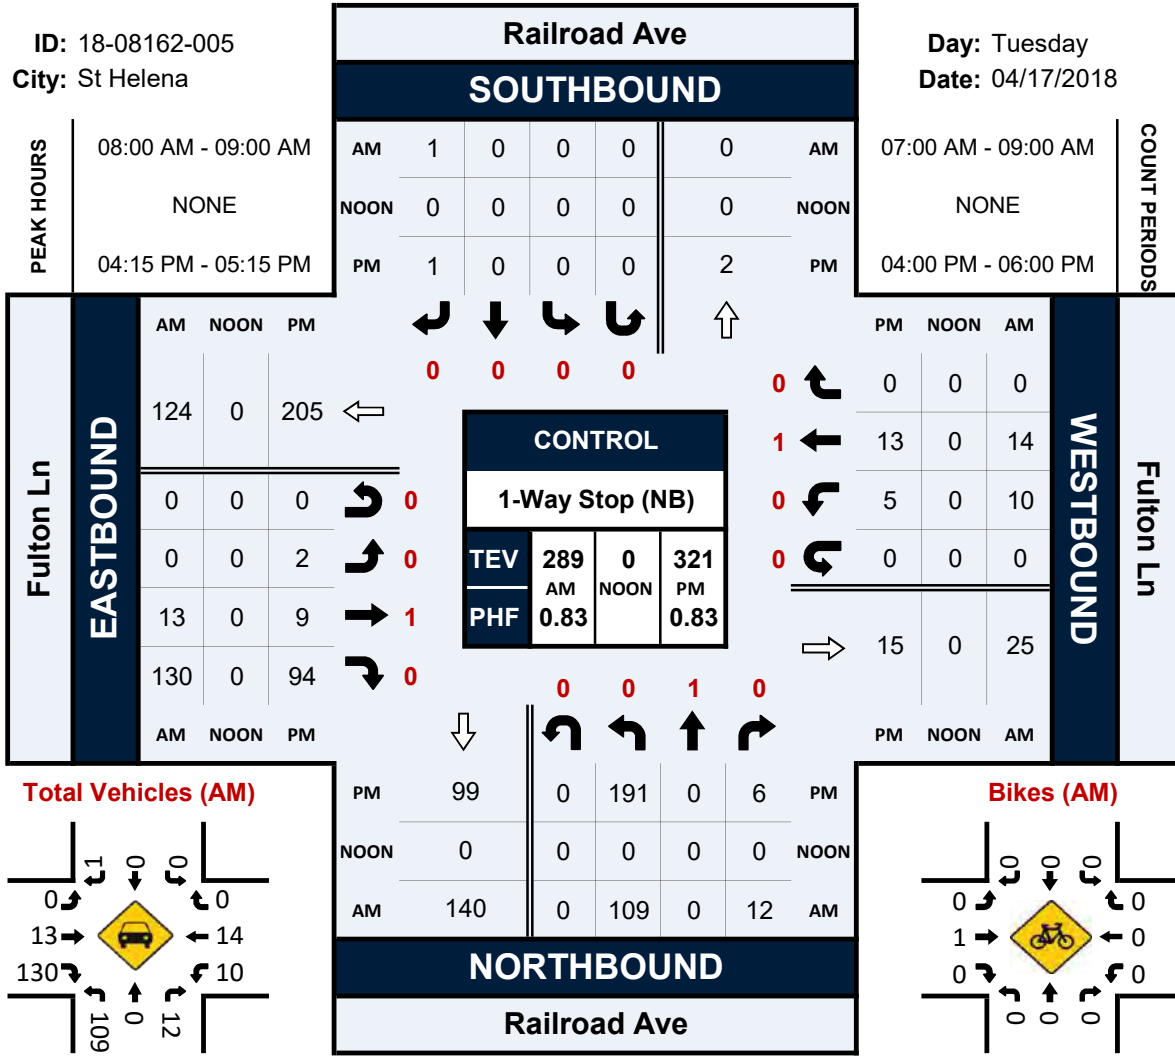 ID: 18-08162-005
City: St Helena
Railroad Ave
SOUTHBOUND
Day: Tuesday
Date: 04/17/2018
PEAK HOURS
08:00 AM - 09:00 AM
NONE
04:15 PM - 05:15 PM
AM 1 0 0 0 0 AM
NOON 0 0 0 0 0 NOON
PM 1 0 0 0 2 PM
07:00 AM - 09:00 AM
NONE
04:00 PM - 06:00 PM
COUNT PERIODS
0 0 0 0
Fulton Ln
EASTBOUND
AM NOON PM
124 0 205
0 0 0 0
0 0 2 0
13 0 9 1
130 0 94 0
AM NOON PM
CONTROL
1-Way Stop (NB)
TEV 289 0 321
AM NOON PM
PHF 0.83 0.83
PM NOON AM
0 0 0 0
1 13 0 14
0 5 0 10
0 0 0 0
15 0 25
PM NOON AM
WESTBOUND
Fulton Ln
0 0 1 0
PM 99 0 191 0 6 PM
NOON 0 0 0 0 0 NOON
AM 140 0 109 0 12 AM
NORTHBOUND
Railroad Ave
Total Vehicles (AM)
1 0 0
0 0
13 14
130 10
109 0 12
Bikes (AM)
0 0 0
0 0
1 0
0 0
0 0 0